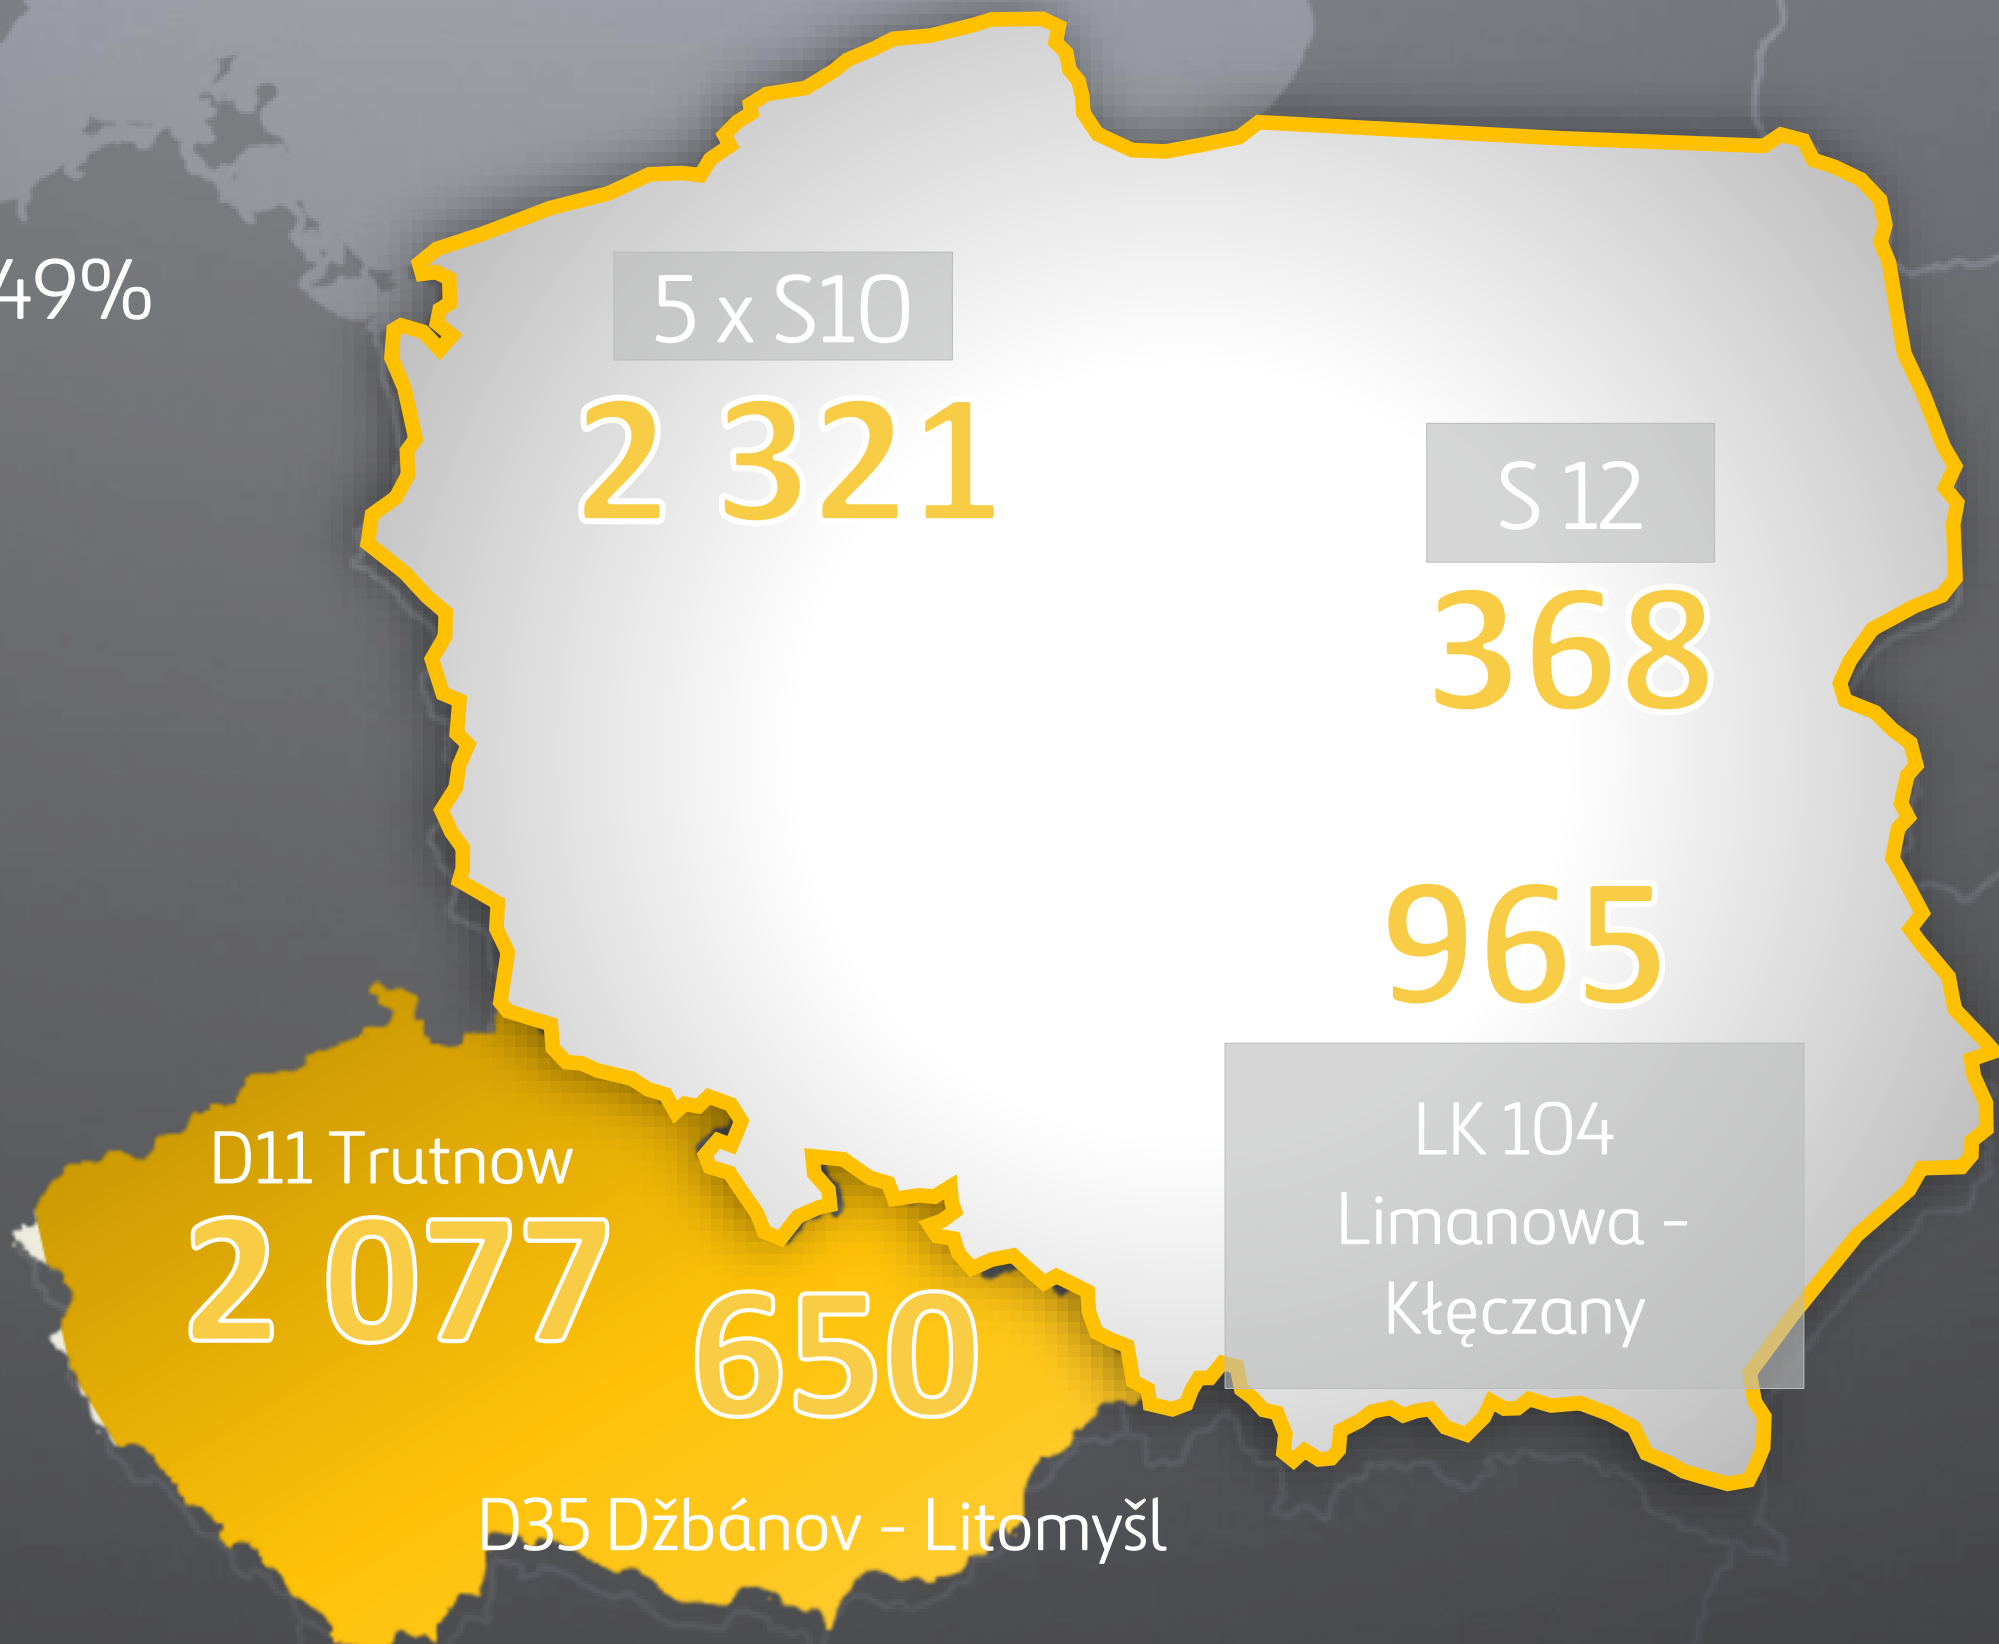 49%
5 x S10
2 321
S 12
368
965
LK 104
Limanowa –
Kłęczany
D11 Trutnow
2 077
650
D35 Džbánov – Litomyšl